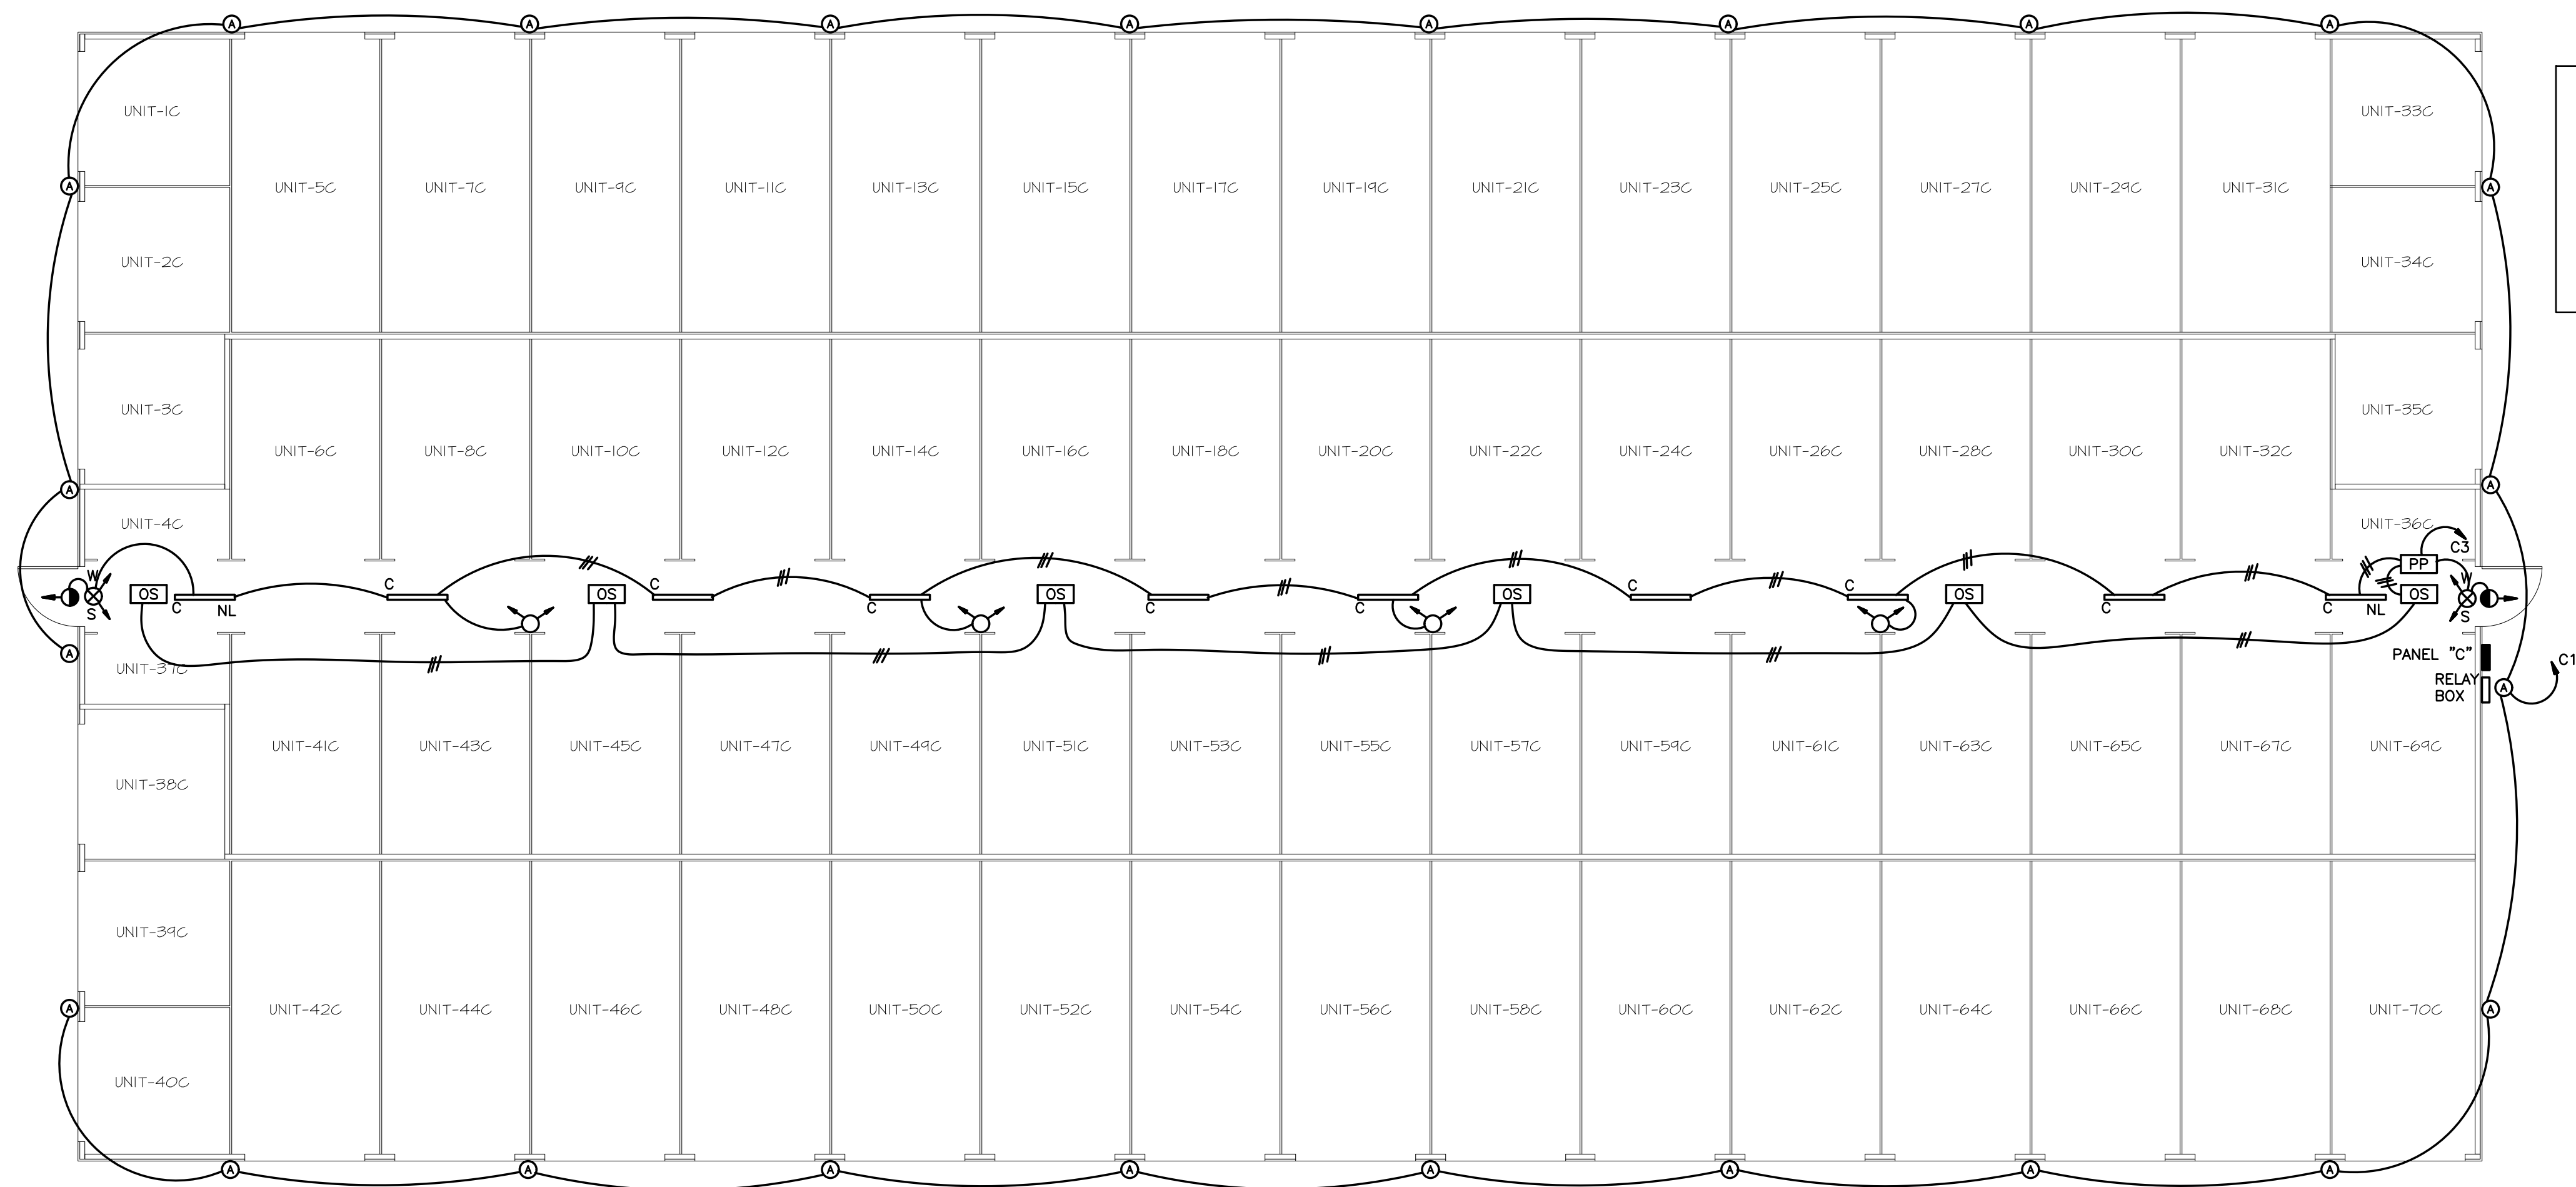 A A A A A A A A
UNIT-1C UNIT-33C
A UNIT-5C UNIT-7C UNIT-9C UNIT-11C UNIT-13C UNIT-15C UNIT-17C UNIT-19C UNIT-21C UNIT-23C UNIT-25C UNIT-27C UNIT-29C UNIT-31C A
UNIT-2C UNIT-34C
UNIT-3C UNIT-35C
UNIT-6C UNIT-8C UNIT-10C UNIT-12C UNIT-14C UNIT-16C UNIT-18C UNIT-20C UNIT-22C UNIT-24C UNIT-26C UNIT-28C UNIT-30C UNIT-32C
A A
UNIT-4C UNIT-36C
C3
PP
W C C C C W
OS OS OS OS OS OS
S C NL C C C C C NL S
A
PANEL "C" C1
UNIT-37C
RELAY
BOX
A
UNIT-41C UNIT-43C UNIT-45C UNIT-47C UNIT-49C UNIT-51C UNIT-53C UNIT-55C UNIT-57C UNIT-59C UNIT-61C UNIT-63C UNIT-65C UNIT-67C UNIT-69C
UNIT-38C
UNIT-39C
A UNIT-42C UNIT-44C UNIT-46C UNIT-48C UNIT-50C UNIT-52C UNIT-54C UNIT-56C UNIT-58C UNIT-60C UNIT-62C UNIT-64C UNIT-66C UNIT-68C UNIT-70C A
UNIT-40C
A A A A A A A A